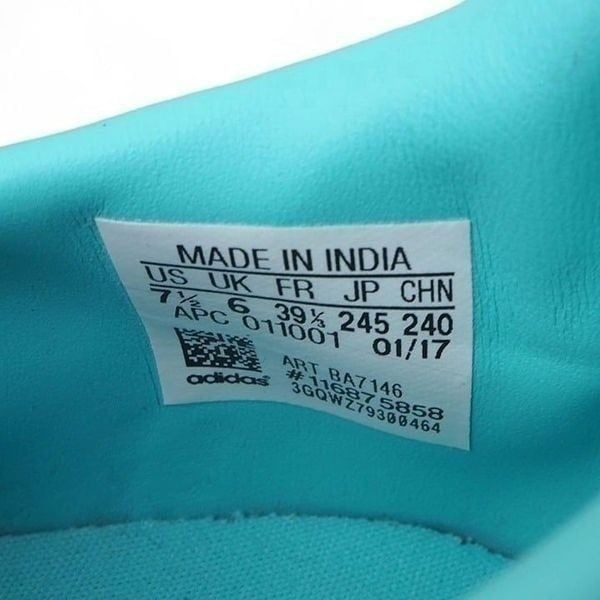 MADE IN INDIA
US UK FR JP CHN
7½ 6 39⅓ 245 240
APC 011001 01/17
ART BA7146
#116875858
adidas 3GQWZ79300464